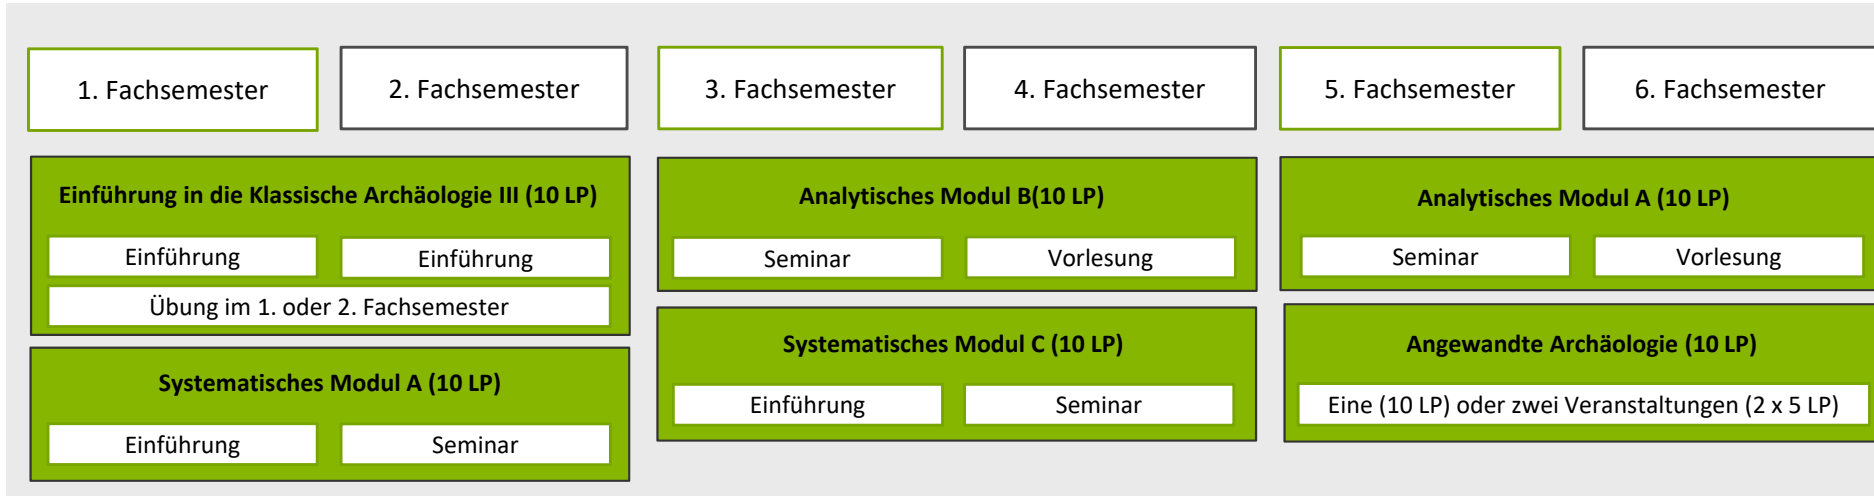 1. Fachsemester
2. Fachsemester
3. Fachsemester
4. Fachsemester
5. Fachsemester
6. Fachsemester
Einführung in die Klassische Archäologie III (10 LP)
Einführung
Einführung
Übung im 1. oder 2. Fachsemester
Systematisches Modul A (10 LP)
Einführung
Seminar
Analytisches Modul B(10 LP)
Seminar
Vorlesung
Systematisches Modul C (10 LP)
Einführung
Seminar
Analytisches Modul A (10 LP)
Seminar
Vorlesung
Angewandte Archäologie (10 LP)
Eine (10 LP) oder zwei Veranstaltungen (2 x 5 LP)